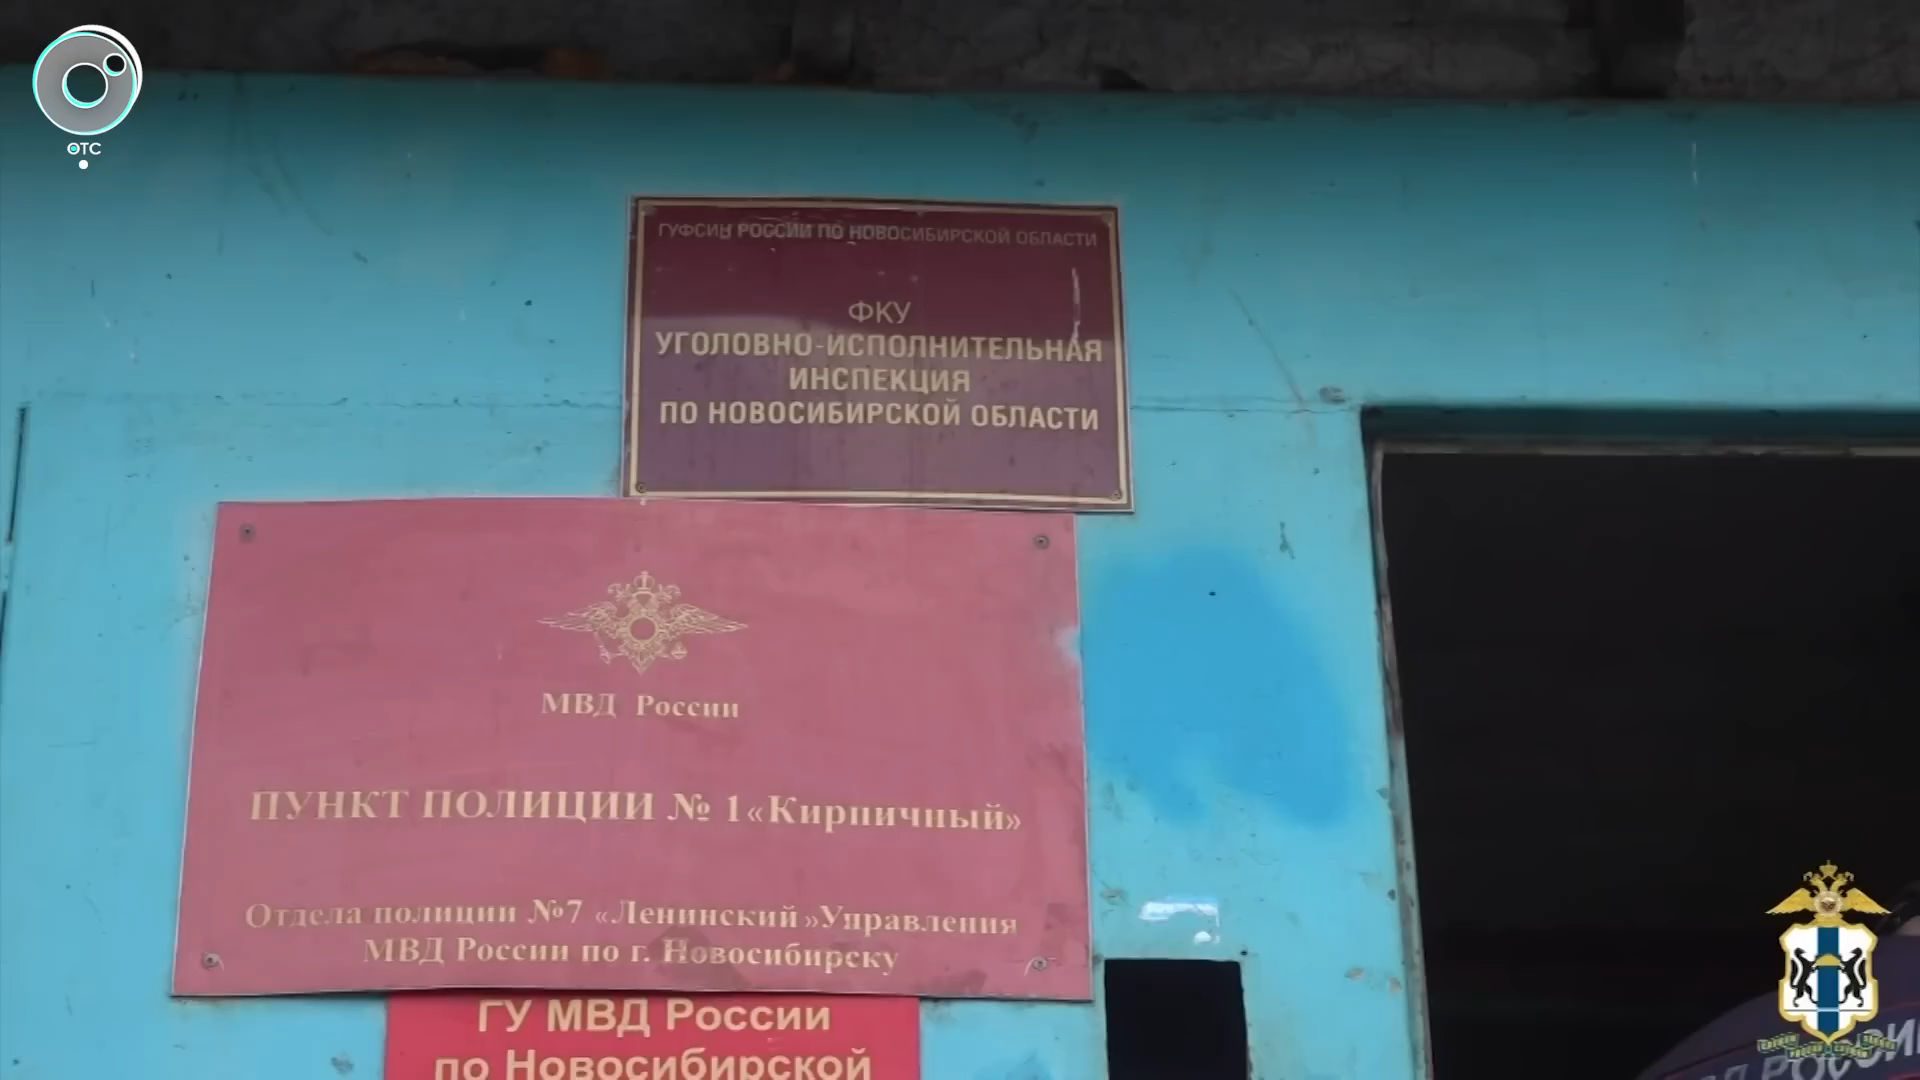 ОТС
ГУФСИН РОССИИ ПО НОВОСИБИРСКОЙ ОБЛАСТИ
ФКУ
УГОЛОВНО-ИСПОЛНИТЕЛЬНАЯ
ИНСПЕКЦИЯ
ПО НОВОСИБИРСКОЙ ОБЛАСТИ
МВД России
ПУНКТ ПОЛИЦИИ № 1«Кирпичный»
Отдела полиции №7 «Ленинский»Управления
МВД России по г. Новосибирску
ГУ МВД России
по Новосибирской